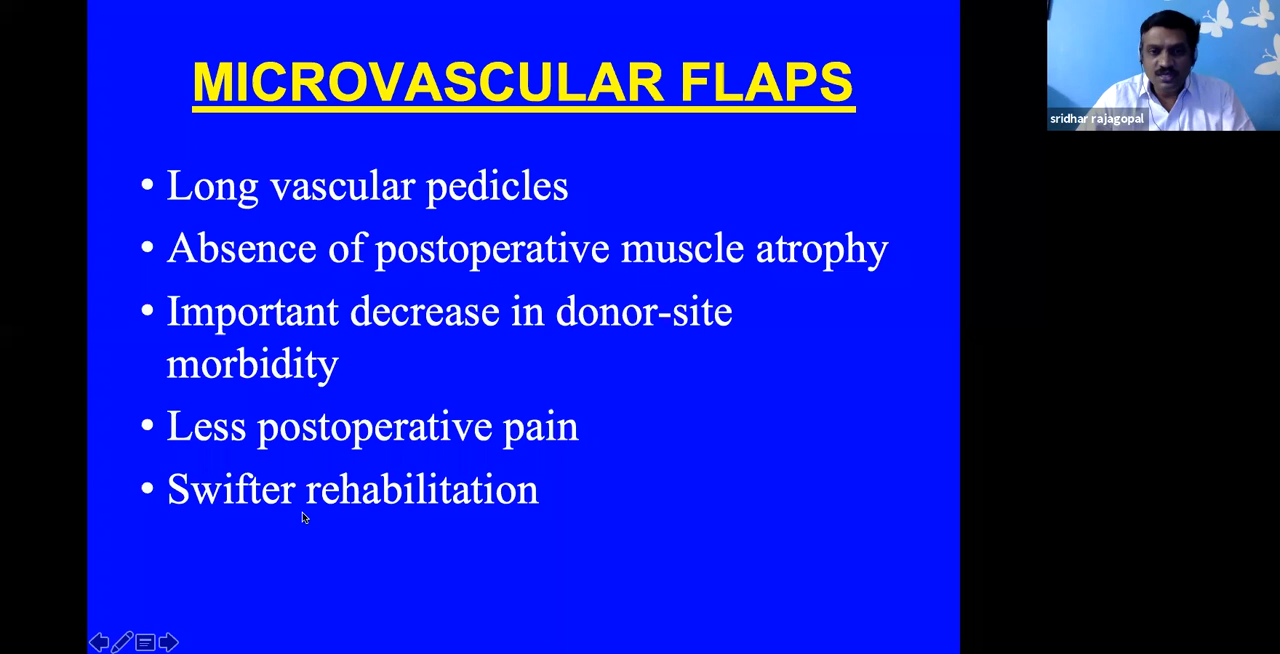 MICROVASCULAR FLAPS
sridhar rajagopal
• Long vascular pedicles
• Absence of postoperative muscle atrophy
• Important decrease in donor-site
morbidity
• Less postoperative pain
• Swifter rehabilitation